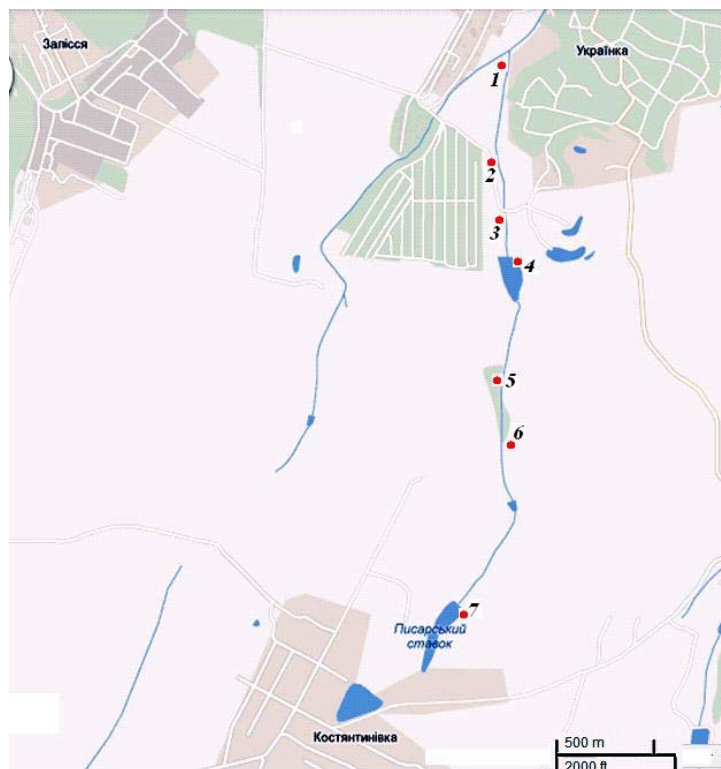 Залісся
Українка
1
2
3
4
5
6
7
Писарський
ставок
Костянтинівка
500 m
2000 ft